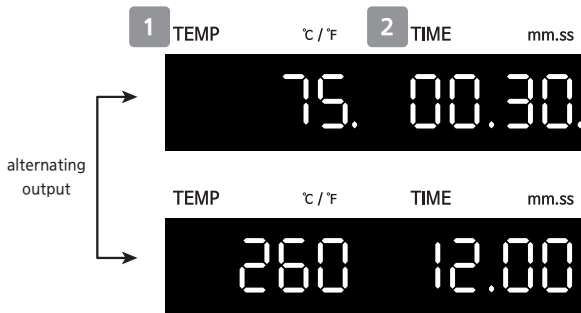 1 TEMP °C / °F 2 TIME mm.ss
75. 00.30.
alternating
output
TEMP °C / °F TIME mm.ss
260 12.00